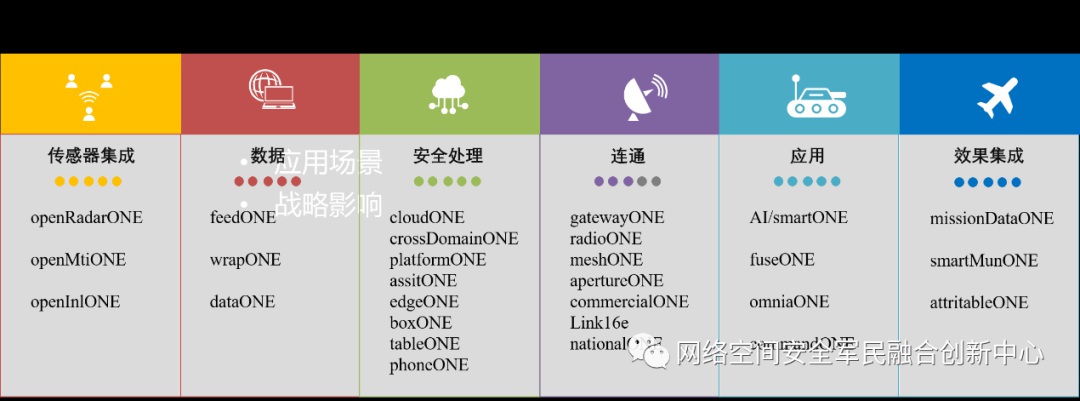 传感器集成
openRadarONE
openMtiONE
openInlONE
数据
feedONE
wrapONE
dataONE
安全处理
cloudONE
crossDomainONE
platformONE
assitONE
edgeONE
boxONE
tableONE
phoneONE
连通
gatewayONE
radioONE
meshONE
apertureONE
commercialONE
Link16e
nationalONE
应用
AI/smartONE
fuseONE
omniaONE
commandONE
效果集成
missionDataONE
smartMunONE
attritableONE
• 应用场景
• 战略影响
网络空间安全军民融合创新中心